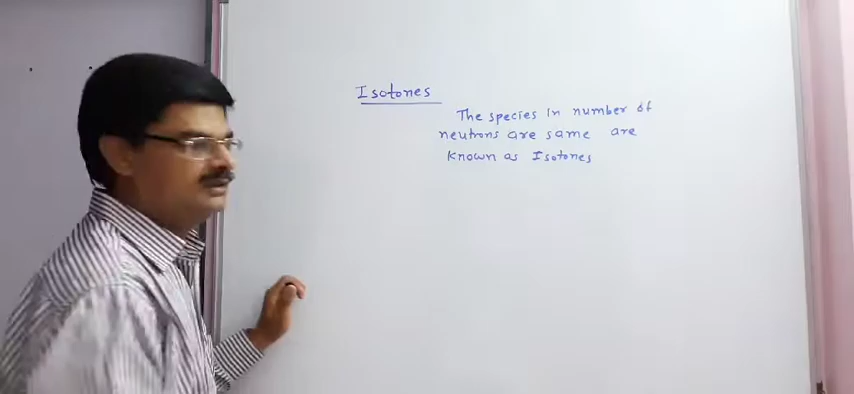 Isotones
The species in number of
neutrons are same are
known as Isotones